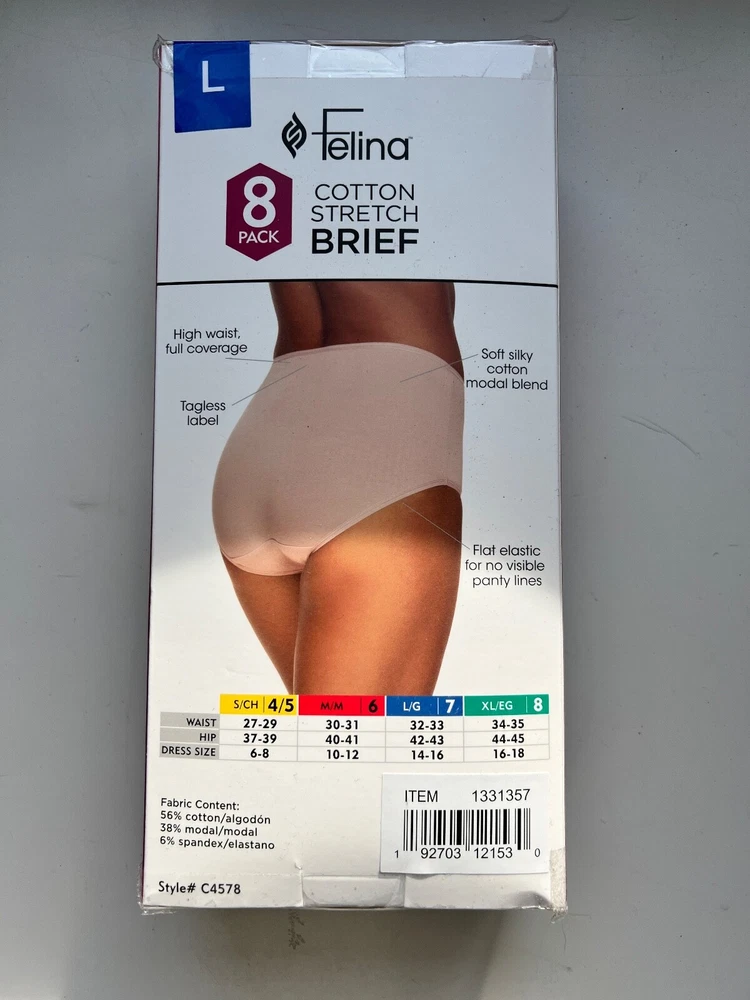 L
Felina™
8
PACK
COTTON
STRETCH
BRIEF
High waist,
full coverage
Tagless
label
Soft silky
cotton
modal blend
Flat elastic
for no visible
panty lines
S/CH 4/5 M/M 6 L/G 7 XL/EG 8
WAIST 27-29 30-31 32-33 34-35
HIP 37-39 40-41 42-43 44-45
DRESS SIZE 6-8 10-12 14-16 16-18
Fabric Content:
56% cotton/algodón
38% modal/modal
6% spandex/elastano
ITEM 1331357
1 92703 12153 0
Style# C4578